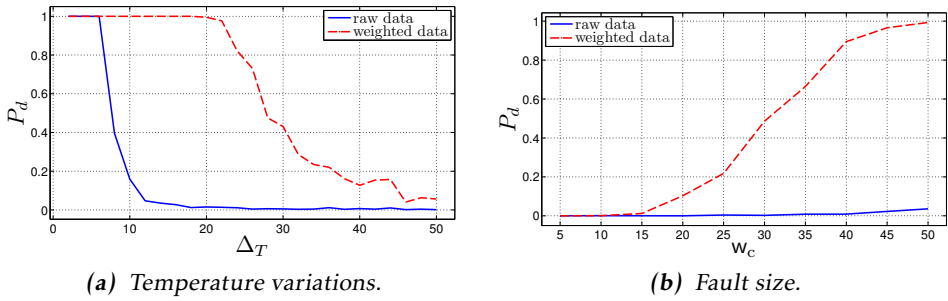 raw data
weighted data
1
0.8
0.6
0.4
0.2
0
P_d
0 10 20 30 40 50
Δ_T
(a) Temperature variations.
raw data
weighted data
1
0.8
0.6
0.4
0.2
0
P_d
5 10 15 20 25 30 35 40 45 50
w_c
(b) Fault size.